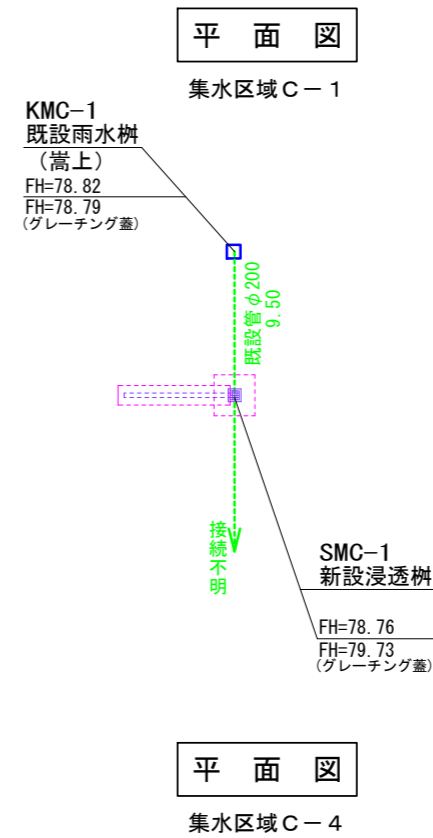 平面図
集水区域C-1
KMC-1
既設雨水桝
(嵩上)
FH=78.82
FH=78.79
(グレーチング蓋)
既設管φ200
9.50
接続不明
SMC-1
新設浸透桝
FH=78.76
FH=79.73
(グレーチング蓋)
平面図
集水区域C-4